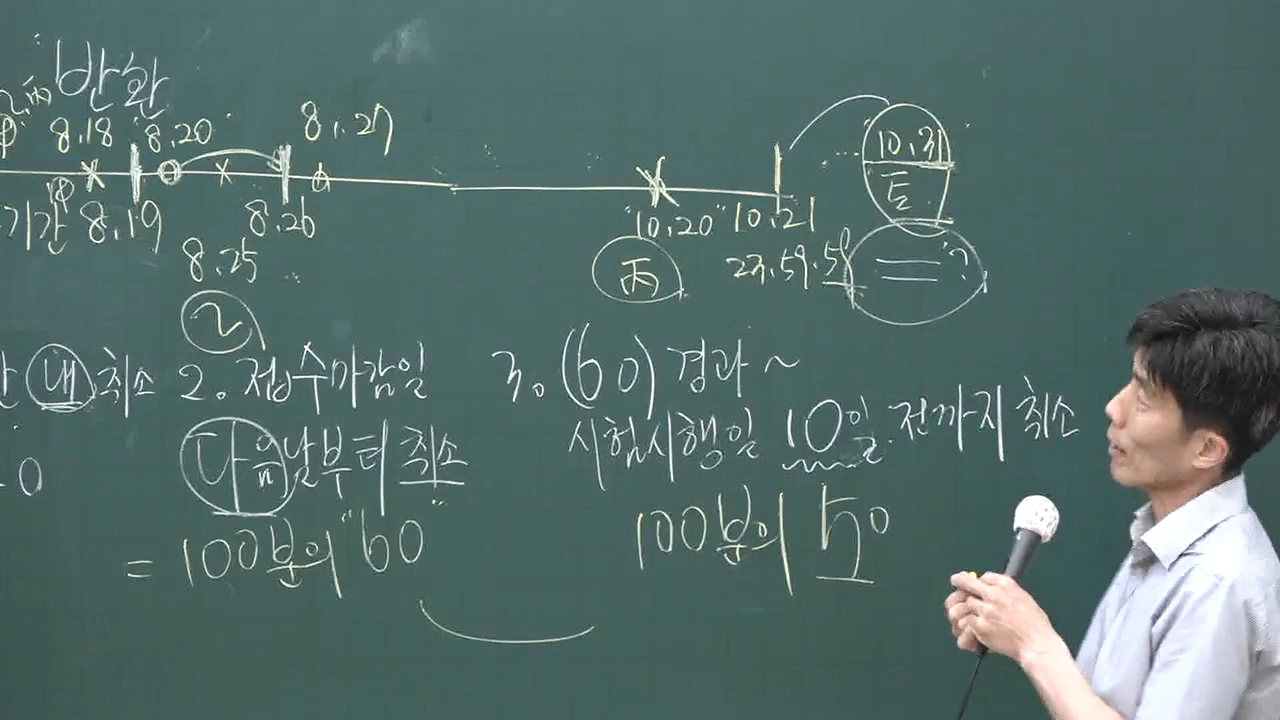 반환
2.丙
8.18 8.20 8.27
10.31
토
기간 8.19 8.26 10.20 10.21
8.25 丙 23.59.59
= ?
2
내 취소 2. 접수마감일 3. (60) 경과 ~
다음날부터 취소 시험시행일 10일 전까지 취소
0
= 100분의 "60 100분의 50